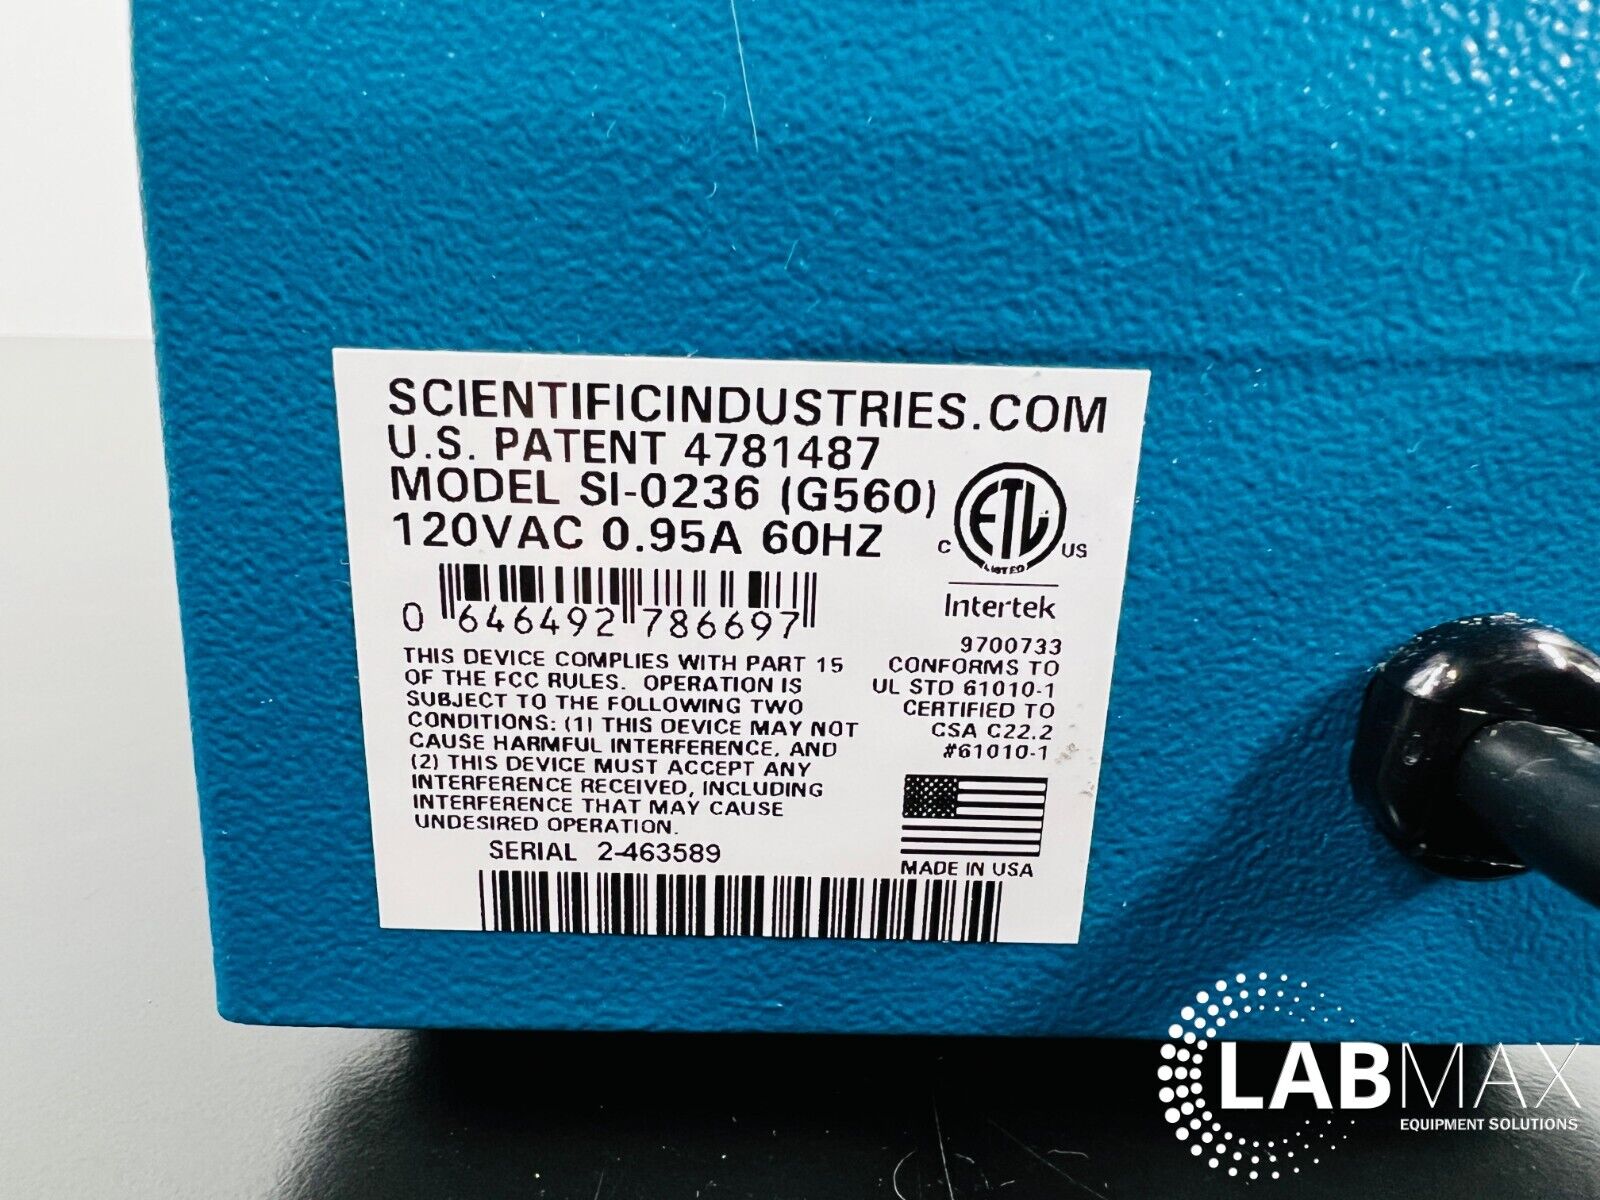 SCIENTIFICINDUSTRIES.COM
U.S. PATENT 4781487
MODEL SI-0236 (G560)
120VAC 0.95A 60HZ
C ETL US
LISTED
Intertek
0 646492 786697
9700733
CONFORMS TO
UL STD 61010-1
CERTIFIED TO
CSA C22.2
#61010-1
THIS DEVICE COMPLIES WITH PART 15
OF THE FCC RULES. OPERATION IS
SUBJECT TO THE FOLLOWING TWO
CONDITIONS: (1) THIS DEVICE MAY NOT
CAUSE HARMFUL INTERFERENCE, AND
(2) THIS DEVICE MUST ACCEPT ANY
INTERFERENCE RECEIVED, INCLUDING
INTERFERENCE THAT MAY CAUSE
UNDESIRED OPERATION.
SERIAL 2-463589
MADE IN USA
LABMAX
EQUIPMENT SOLUTIONS